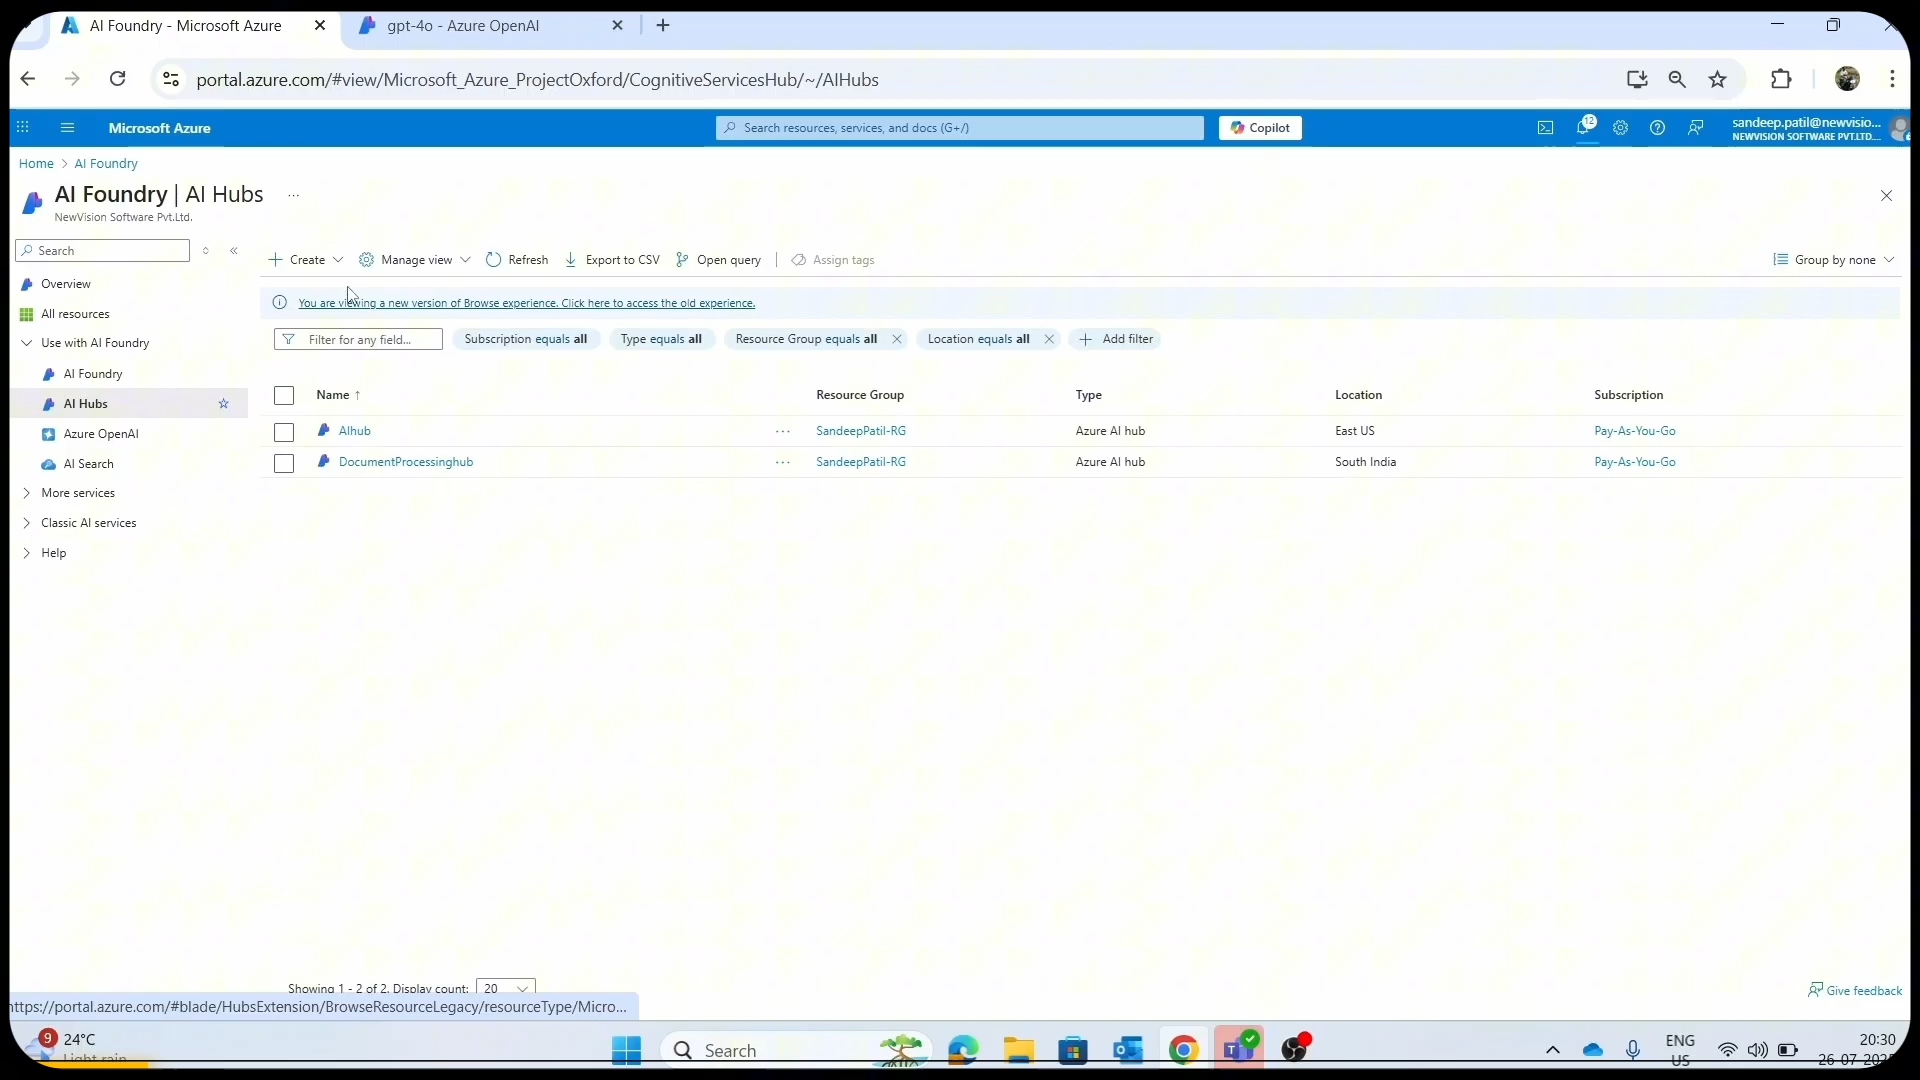 AI Foundry - Microsoft Azure
gpt-4o - Azure OpenAI
portal.azure.com/#view/Microsoft_Azure_ProjectOxford/CognitiveServicesHub/~/AIHubs
Microsoft Azure
Search resources, services, and docs (G+/)
Copilot
12
sandeep.patil@newvisio...
NEWVISION SOFTWARE PVT.LTD....
Home > AI Foundry
AI Foundry | AI Hubs ...
NewVision Software Pvt.Ltd.
Search
Overview
All resources
Use with AI Foundry
AI Foundry
AI Hubs
Azure OpenAI
AI Search
More services
Classic AI services
Help
Create
Manage view
Refresh
Export to CSV
Open query
Assign tags
Group by none
You are viewing a new version of Browse experience. Click here to access the old experience.
Filter for any field...
Subscription equals all
Type equals all
Resource Group equals all
Location equals all
Add filter
Name ↑ Resource Group Type Location Subscription
AIhub ... SandeepPatil-RG Azure AI hub East US Pay-As-You-Go
DocumentProcessinghub ... SandeepPatil-RG Azure AI hub South India Pay-As-You-Go
Showing 1 - 2 of 2. Display count: 20
Give feedback
https://portal.azure.com/#blade/HubsExtension/BrowseResourceLegacy/resourceType/Micro...
9
24°C
Light rain
Search
ENG
US
20:30